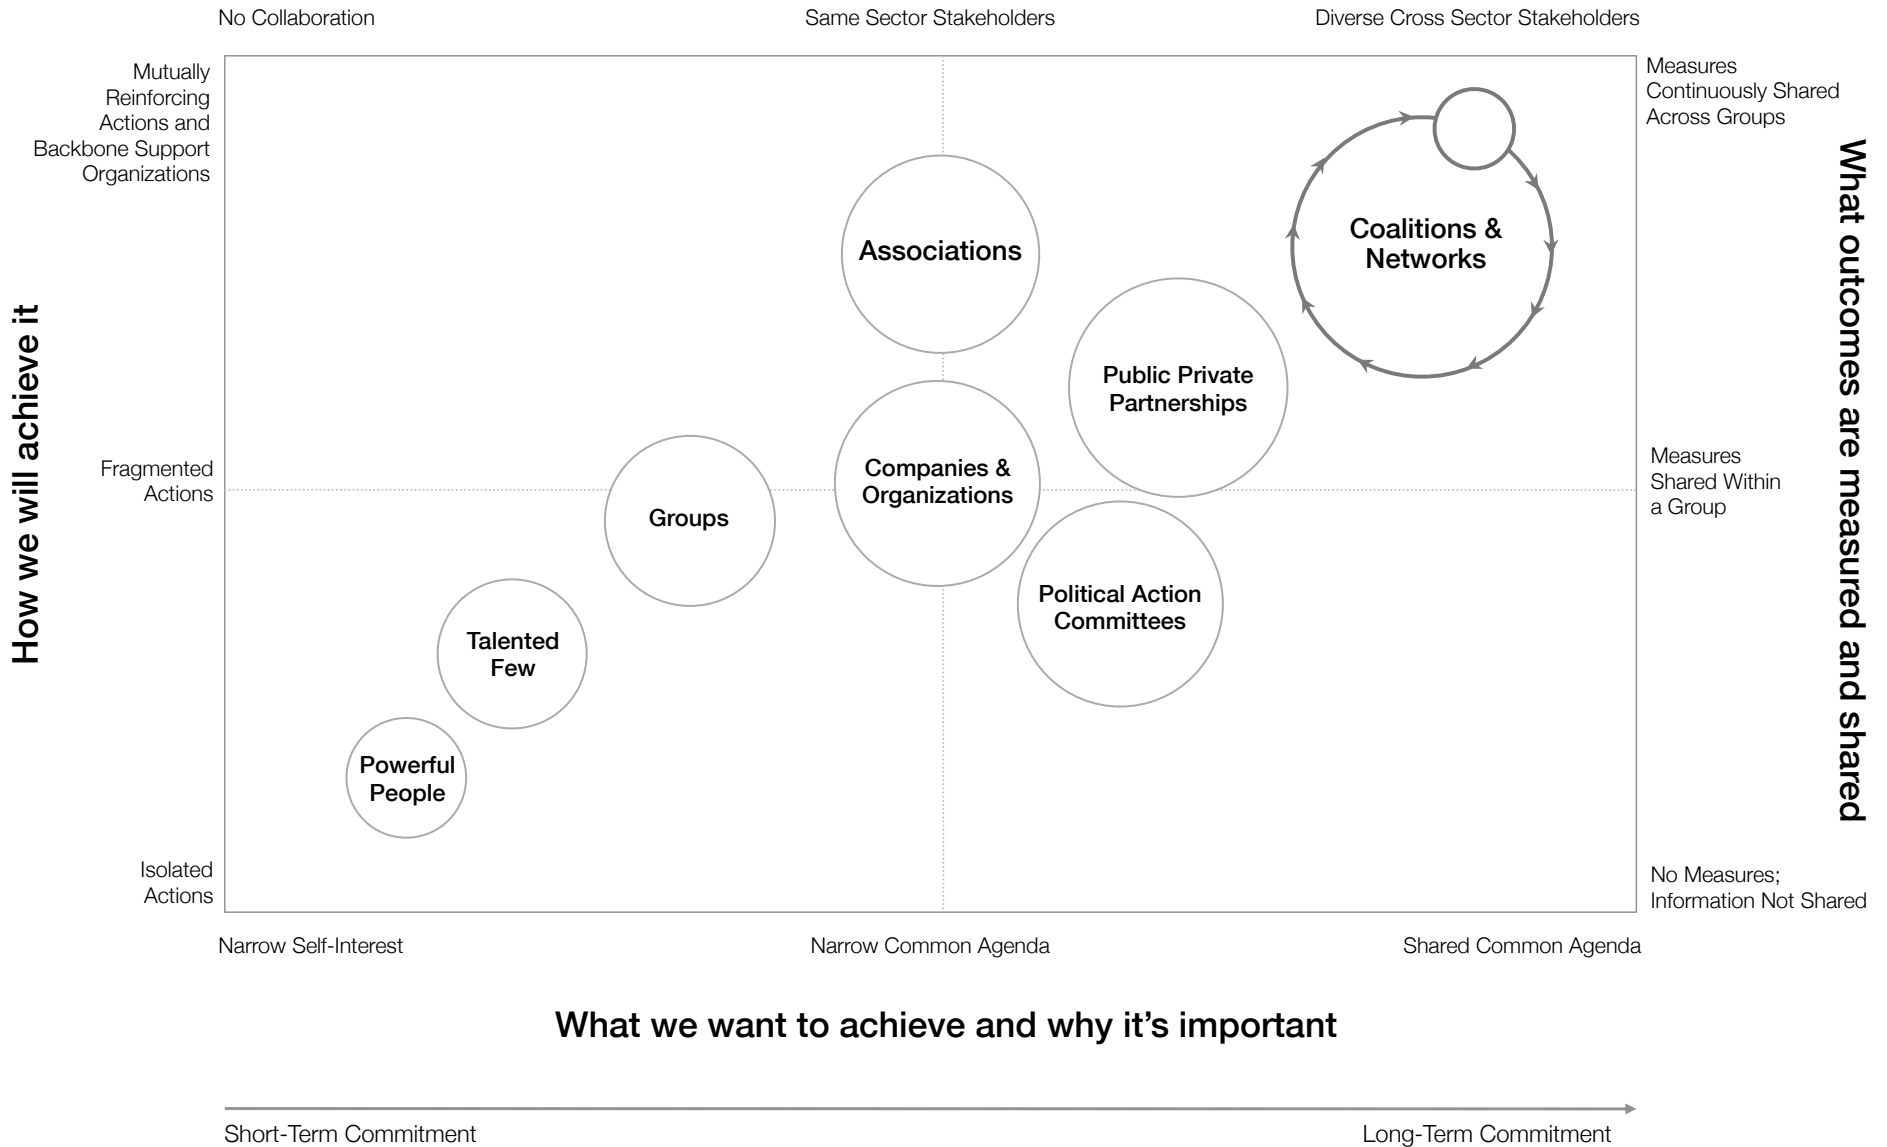 No Collaboration
Same Sector Stakeholders
Diverse Cross Sector Stakeholders
Mutually
Reinforcing
Actions and
Backbone Support
Organizations
Measures
Continuously Shared
Across Groups
How we will achieve it
What outcomes are measured and shared
Associations
Coalitions &
Networks
Public Private
Partnerships
Fragmented
Actions
Measures
Shared Within
a Group
Companies &
Organizations
Groups
Political Action
Committees
Talented
Few
Powerful
People
Isolated
Actions
No Measures;
Information Not Shared
Narrow Self-Interest
Narrow Common Agenda
Shared Common Agenda
What we want to achieve and why it’s important
Short-Term Commitment
Long-Term Commitment